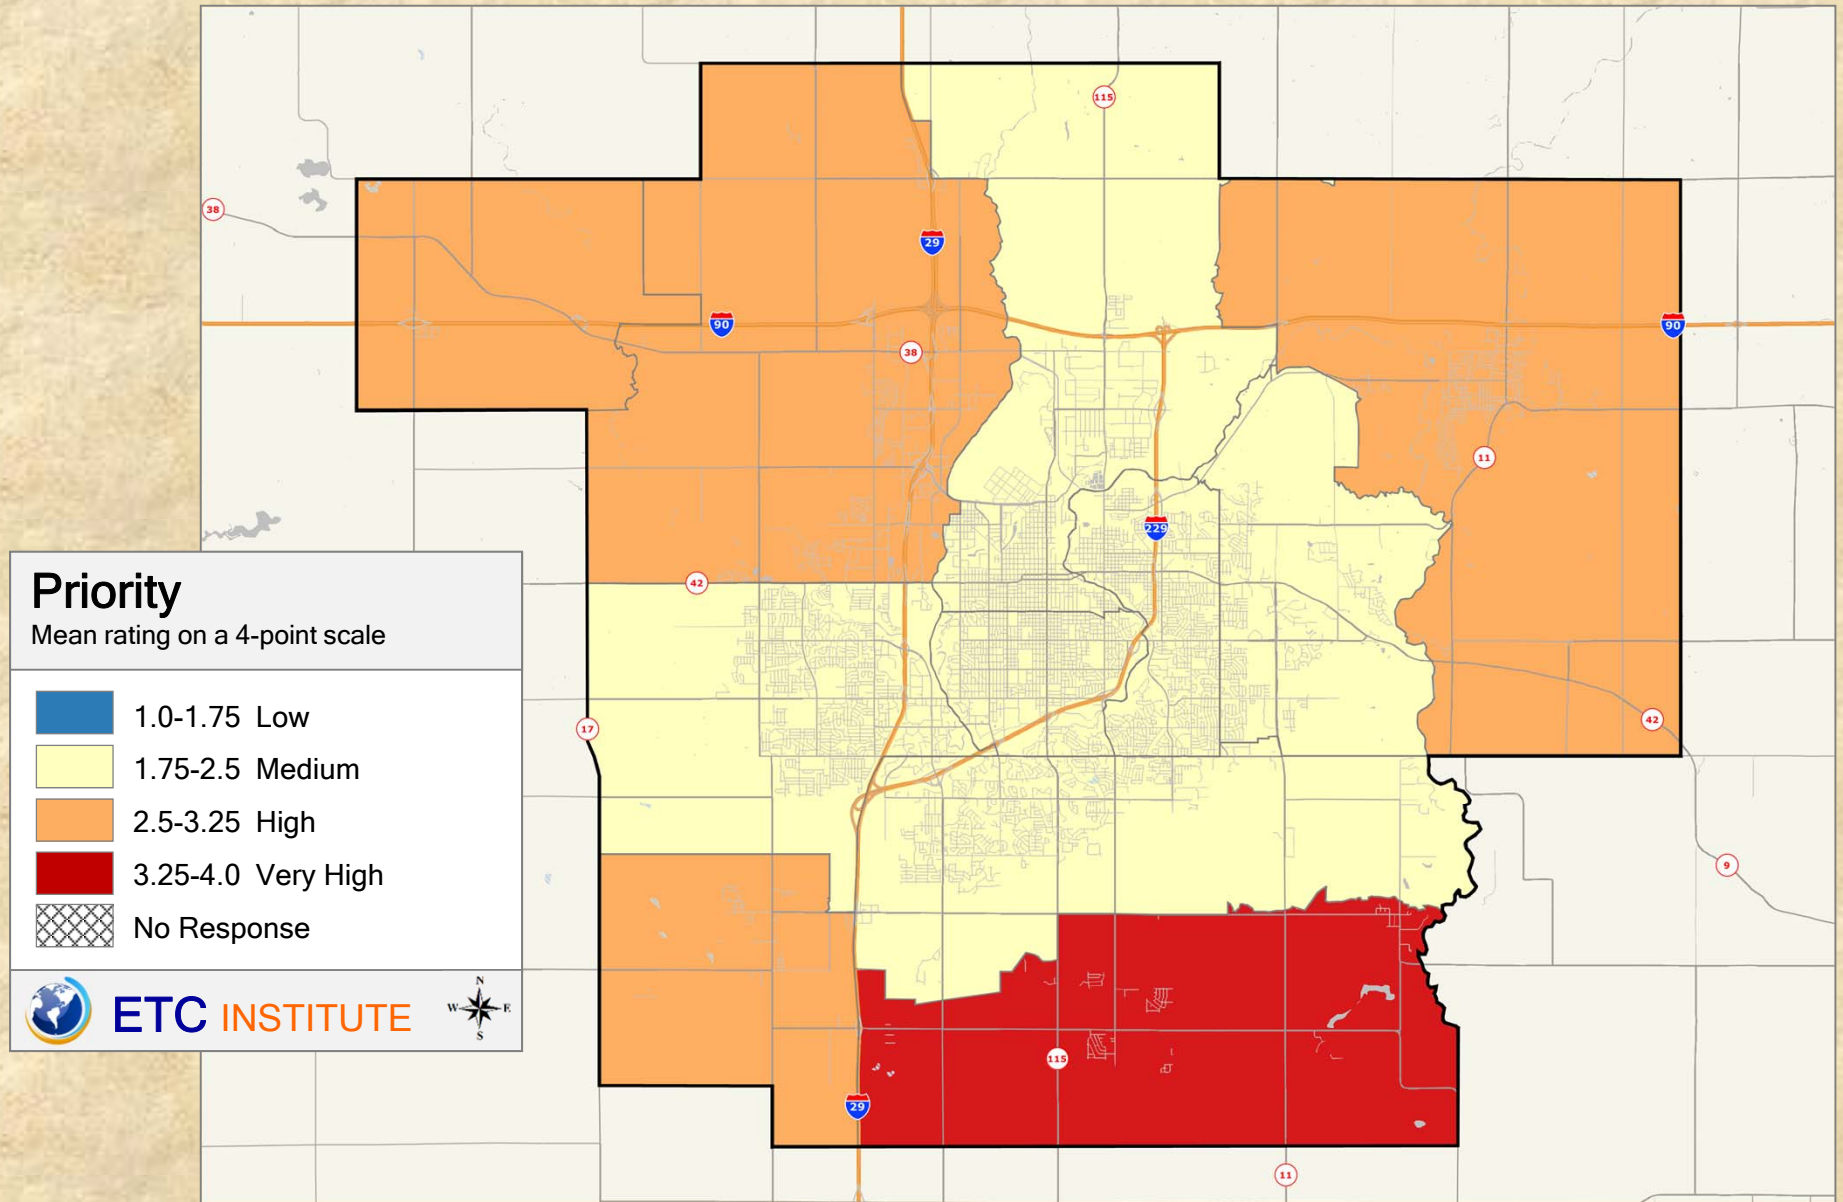 115
38
29
90
90
38
11
229
42
17
42
9
115
29
11
Priority
Mean rating on a 4-point scale
1.0-1.75 Low
1.75-2.5 Medium
2.5-3.25 High
3.25-4.0 Very High
No Response
ETC INSTITUTE
N
W E
S